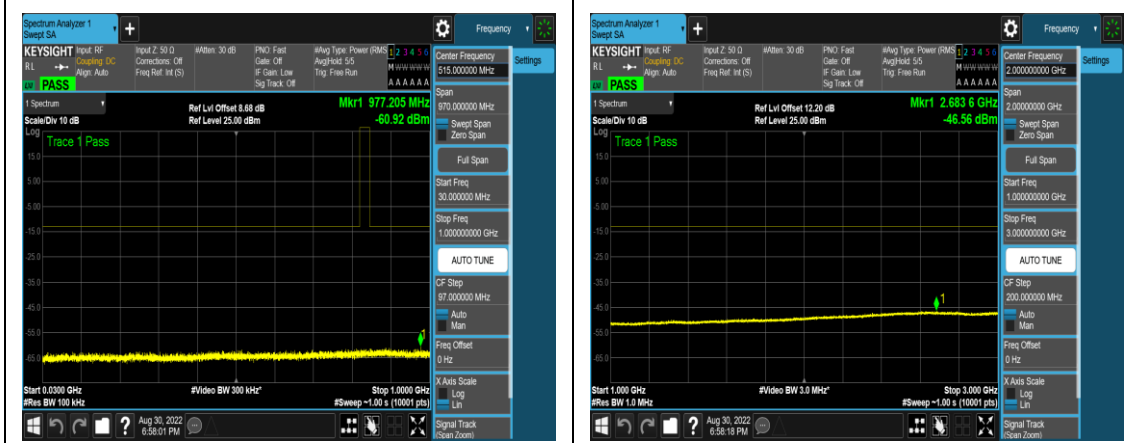 Spectrum Analyzer 1
Swept SA
Frequency
KEYSIGHT
Input: RF
Coupling: DC
Align: Auto
Input Z: 50 Ω
Corrections: Off
Freq Ref: Int (S)
#Atten: 30 dB
PNO: Fast
Gate: Off
IF Gain: Low
Sig Track: Off
#Avg Type: Power (RMS
Avg|Hold: 5/5
Trig: Free Run
1 2 3 4 5 6
M W W W W W
A A A A A A
RL
PASS
Center Frequency
515.000000 MHz
Settings
1 Spectrum
Scale/Div 10 dB
Ref Lvl Offset 8.68 dB
Ref Level 25.00 dBm
Mkr1 977.205 MHz
-60.92 dBm
Log
Trace 1 Pass
15.0
5.00
-5.00
-15.0
-25.0
-35.0
-45.0
-55.0
-65.0
1
Start 0.0300 GHz
#Res BW 100 kHz
#Video BW 300 kHz*
Stop 1.0000 GHz
#Sweep ~1.00 s (10001 pts)
Span
970.000000 MHz
Swept Span
Zero Span
Full Span
Start Freq
30.000000 MHz
Stop Freq
1.000000000 GHz
AUTO TUNE
CF Step
97.000000 MHz
Auto
Man
Freq Offset
0 Hz
X Axis Scale
Log
Lin
Signal Track
(Span Zoom)
Aug 30, 2022
6:58:01 PM
Spectrum Analyzer 1
Swept SA
Frequency
KEYSIGHT
Input: RF
Coupling: DC
Align: Auto
Input Z: 50 Ω
Corrections: Off
Freq Ref: Int (S)
#Atten: 30 dB
PNO: Fast
Gate: Off
IF Gain: Low
Sig Track: Off
#Avg Type: Power (RMS
Avg|Hold: 5/5
Trig: Free Run
1 2 3 4 5 6
M W W W W W
A A A A A A
RL
PASS
Center Frequency
2.000000000 GHz
Settings
1 Spectrum
Scale/Div 10 dB
Ref Lvl Offset 12.20 dB
Ref Level 25.00 dBm
Mkr1 2.683 6 GHz
-46.56 dBm
Log
Trace 1 Pass
15.0
5.00
-5.00
-15.0
-25.0
-35.0
-45.0
-55.0
-65.0
1
Start 1.000 GHz
#Res BW 1.0 MHz
#Video BW 3.0 MHz*
Stop 3.000 GHz
#Sweep ~1.00 s (10001 pts)
Span
2.00000000 GHz
Swept Span
Zero Span
Full Span
Start Freq
1.000000000 GHz
Stop Freq
3.000000000 GHz
AUTO TUNE
CF Step
200.000000 MHz
Auto
Man
Freq Offset
0 Hz
X Axis Scale
Log
Lin
Signal Track
(Span Zoom)
Aug 30, 2022
6:58:18 PM